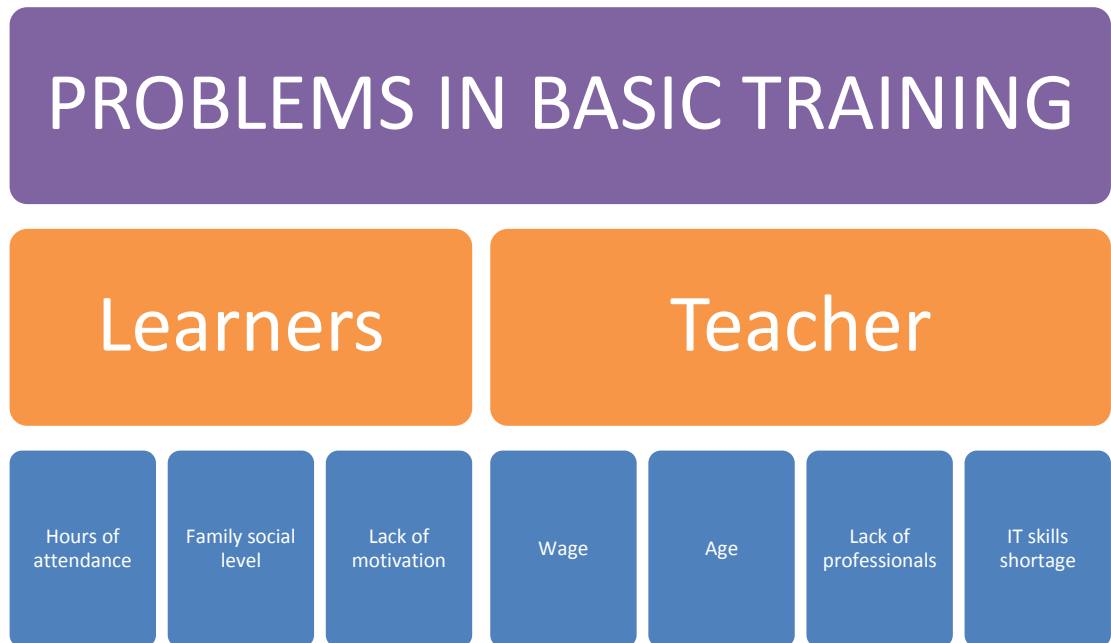 PROBLEMS IN BASIC TRAINING
Learners
Teacher
Hours of
attendance
Family social
level
Lack of
motivation
Wage
Age
Lack of
professionals
IT skills
shortage